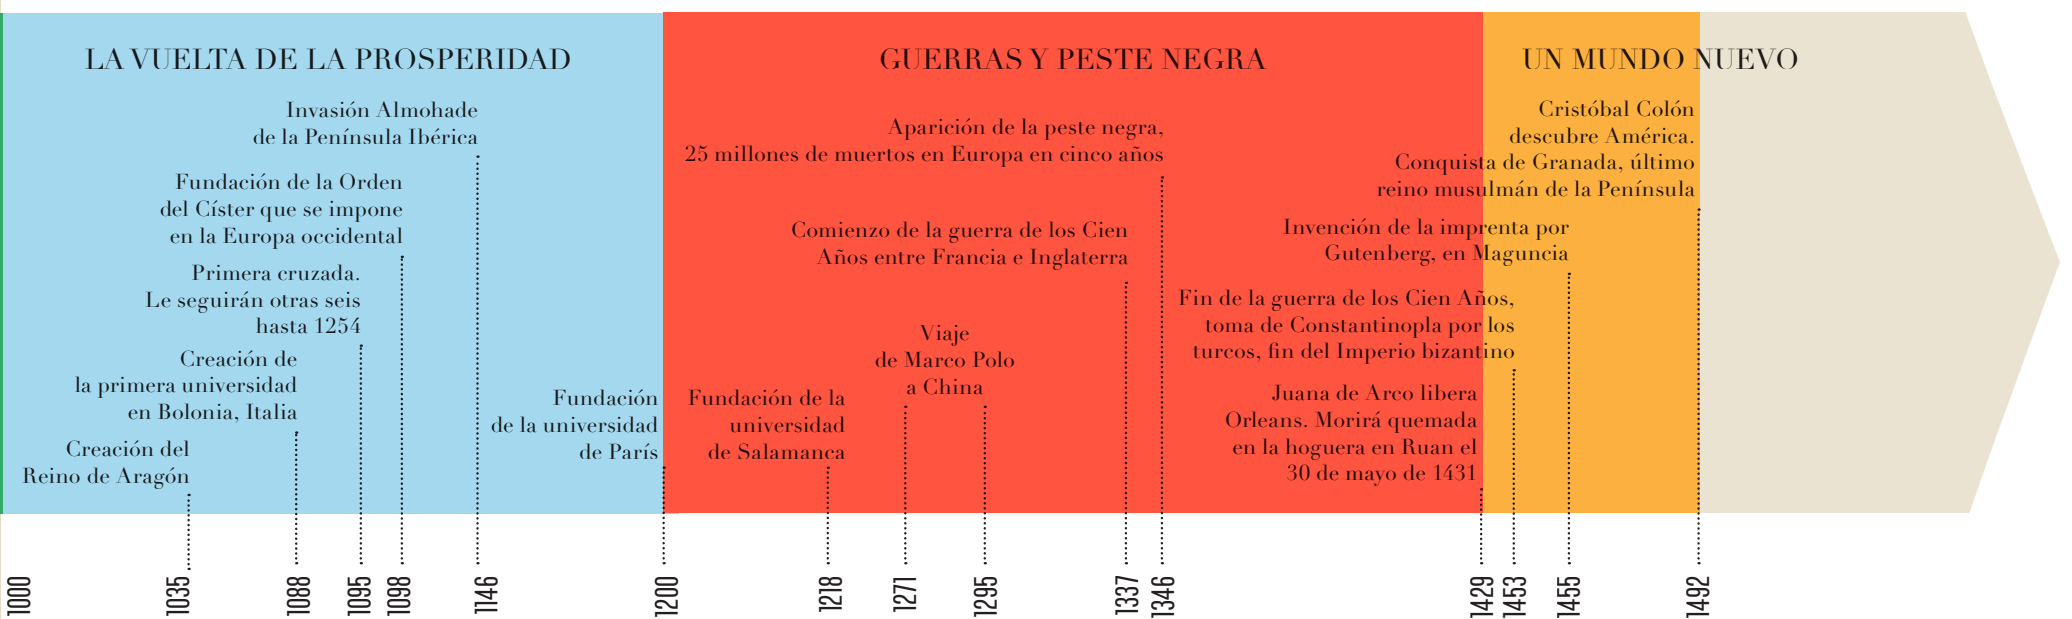 LA VUELTA DE LA PROSPERIDAD
Invasión Almohade
de la Península Ibérica
Fundación de la Orden
del Císter que se impone
en la Europa occidental
Primera cruzada.
Le seguirán otras seis
hasta 1254
Creación de
la primera universidad
en Bolonia, Italia
Creación del
Reino de Aragón
Fundación
de la universidad
de París
GUERRAS Y PESTE NEGRA
Aparición de la peste negra,
25 millones de muertos en Europa en cinco años
Comienzo de la guerra de los Cien
Años entre Francia e Inglaterra
Viaje
de Marco Polo
a China
Fundación de la
universidad
de Salamanca
UN MUNDO NUEVO
Cristóbal Colón
descubre América.
Conquista de Granada, último
reino musulmán de la Península
Invención de la imprenta por
Gutenberg, en Maguncia
Fin de la guerra de los Cien Años,
toma de Constantinopla por los
turcos, fin del Imperio bizantino
Juana de Arco libera
Orleans. Morirá quemada
en la hoguera en Ruan el
30 de mayo de 1431
1000
1035
1088
1095
1098
1146
1200
1218
1271
1295
1337
1346
1429
1453
1455
1492